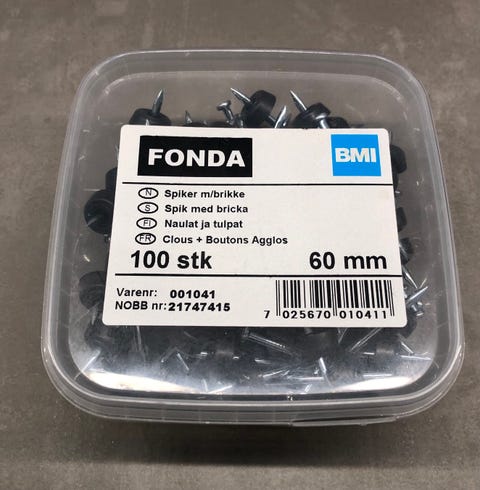 FONDA
BMI
N Spiker m/brikke
S Spik med bricka
FI Naulat ja tulpat
FR Clous + Boutons Agglos
100 stk 60 mm
Varenr: 001041
NOBB nr: 21747415
7 025670 010411